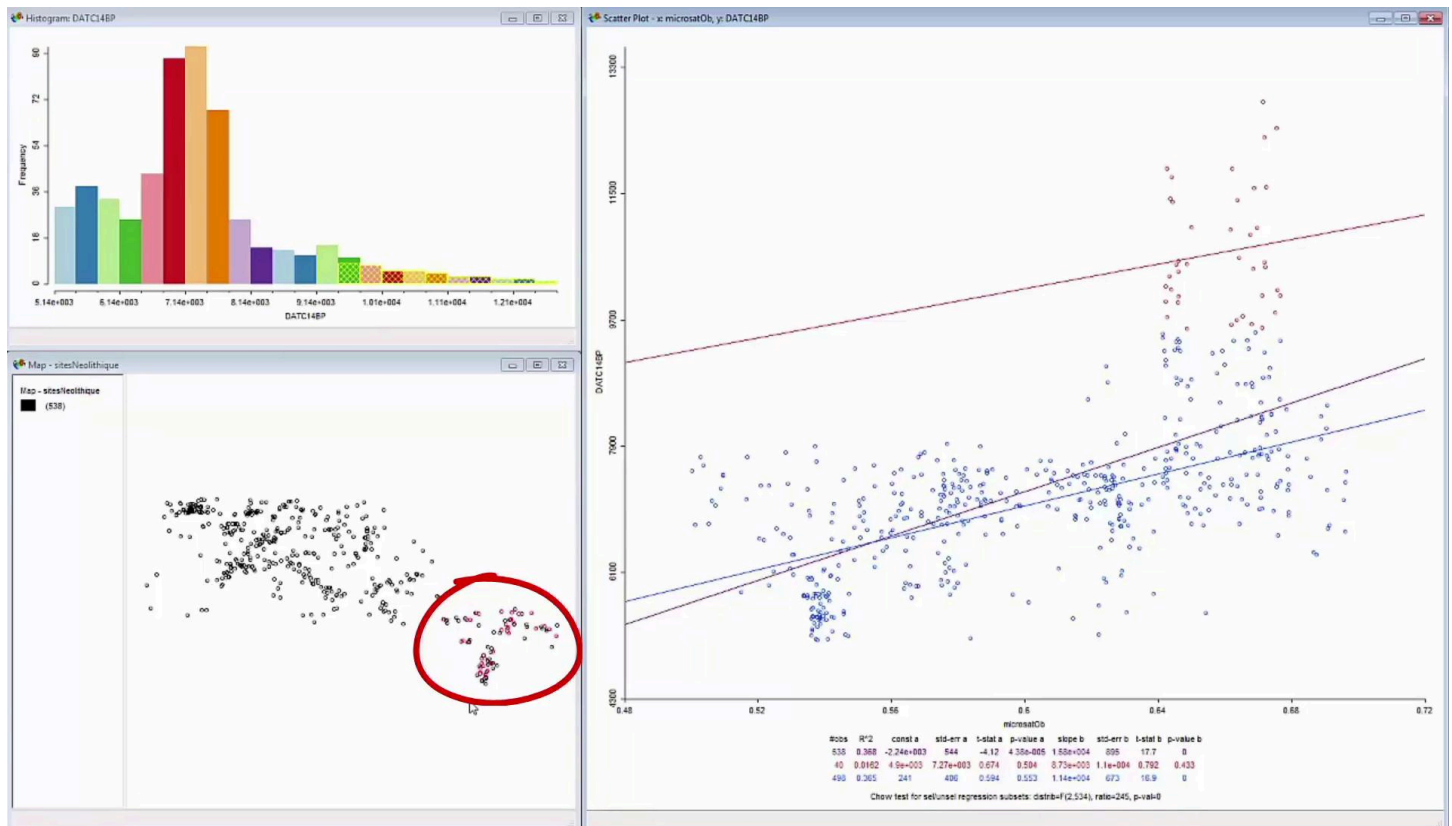 Histogram: DATC14BP
Frequency
90
72
54
36
18
0
5.14e+003 6.14e+003 7.14e+003 8.14e+003 9.14e+003 1.01e+004 1.11e+004 1.21e+004
DATC14BP
Map - sitesNeolithique
Map - sitesNeolithique
(538)
Scatter Plot - x: microsatOb, y: DATC14BP
13300
11500
9700
DATC14BP
7900
6100
4300
0.48 0.52 0.56 0.6 0.64 0.68 0.72
microsatOb
#obs R^2 const a std-err a t-stat a p-value a slope b std-err b t-stat b p-value b
538 0.368 -2.24e+003 544 -4.12 4.38e-005 1.58e+004 895 17.7 0
40 0.0162 4.9e+003 7.27e+003 0.674 0.504 8.73e+003 1.1e+004 0.792 0.433
498 0.365 241 406 0.594 0.553 1.14e+004 673 16.9 0
Chow test for sel/unsel regression subsets: distrib=F(2,534), ratio=245, p-val=0